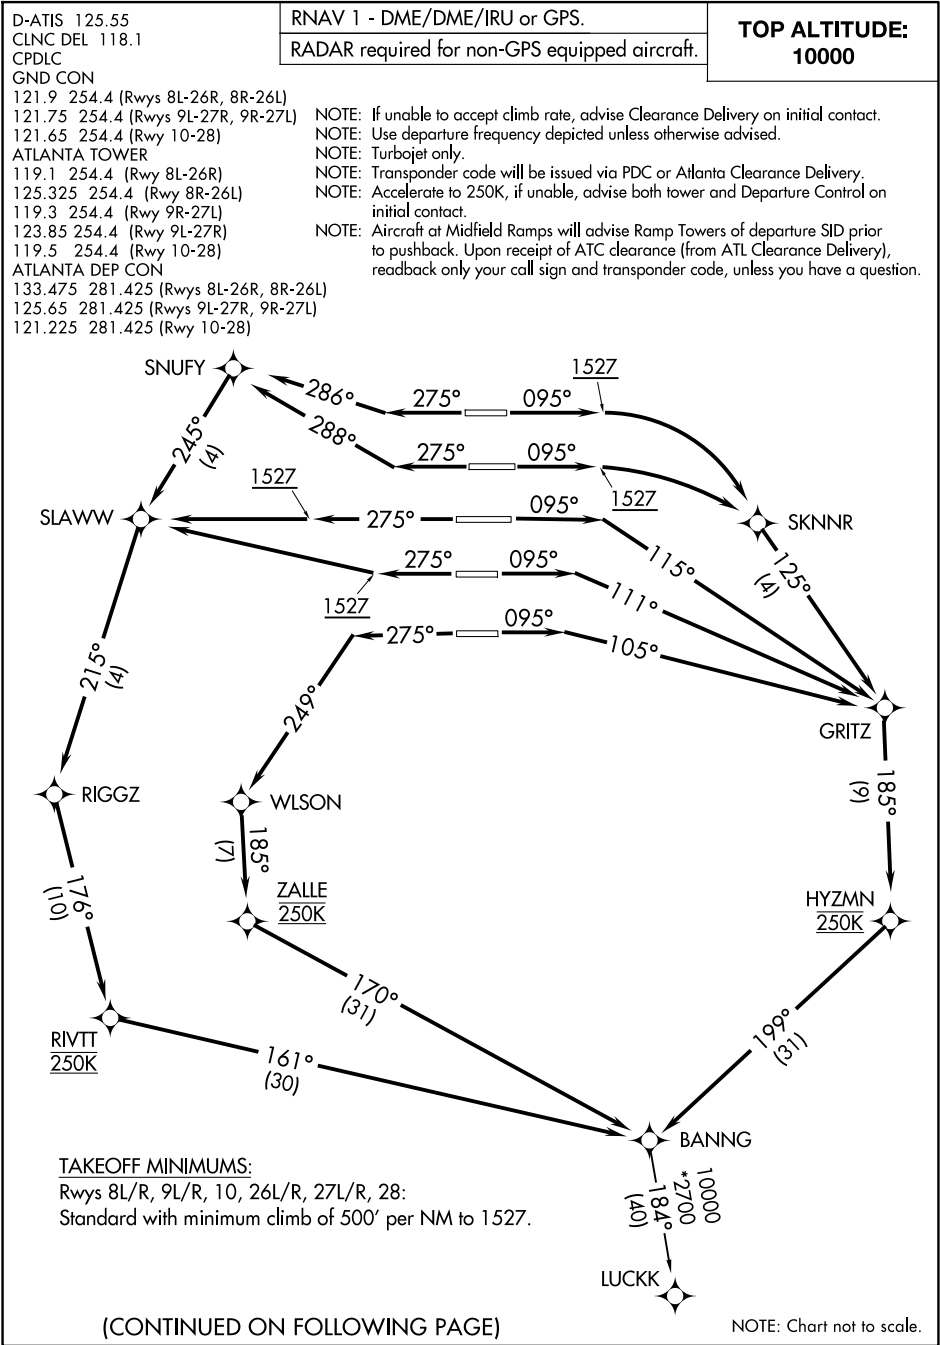 D-ATIS 125.55
CLNC DEL 118.1
CPDLC
GND CON
121.9 254.4 (Rwys 8L-26R, 8R-26L)
121.75 254.4 (Rwys 9L-27R, 9R-27L)
121.65 254.4 (Rwy 10-28)
ATLANTA TOWER
119.1 254.4 (Rwy 8L-26R)
125.325 254.4 (Rwy 8R-26L)
119.3 254.4 (Rwy 9R-27L)
123.85 254.4 (Rwy 9L-27R)
119.5 254.4 (Rwy 10-28)
ATLANTA DEP CON
133.475 281.425 (Rwys 8L-26R, 8R-26L)
125.65 281.425 (Rwys 9L-27R, 9R-27L)
121.225 281.425 (Rwy 10-28)
RNAV 1 - DME/DME/IRU or GPS.
RADAR required for non-GPS equipped aircraft.
TOP ALTITUDE:
10000
NOTE: If unable to accept climb rate, advise Clearance Delivery on initial contact.
NOTE: Use departure frequency depicted unless otherwise advised.
NOTE: Turbojet only.
NOTE: Transponder code will be issued via PDC or Atlanta Clearance Delivery.
NOTE: Accelerate to 250K, if unable, advise both tower and Departure Control on
initial contact.
NOTE: Aircraft at Midfield Ramps will advise Ramp Towers of departure SID prior
to pushback. Upon receipt of ATC clearance (from ATL Clearance Delivery),
readback only your call sign and transponder code, unless you have a question.
SNUFY
286°
275°
095°
1527
288°
275°
095°
1527
245°
(4)
1527
SLAWW
275°
095°
SKNNR
115°
125°
(4)
275°
095°
1527
111°
275°
095°
105°
215°
(4)
249°
GRITZ
RIGGZ
WLSON
185°
(9)
185°
(7)
176°
(10)
ZALLE
250K
HYZMN
250K
170°
(31)
199°
(31)
RIVTT
250K
161°
(30)
BANNG
10000
*2700
184°
(40)
LUCKK
TAKEOFF MINIMUMS:
Rwys 8L/R, 9L/R, 10, 26L/R, 27L/R, 28:
Standard with minimum climb of 500' per NM to 1527.
(CONTINUED ON FOLLOWING PAGE)
NOTE: Chart not to scale.